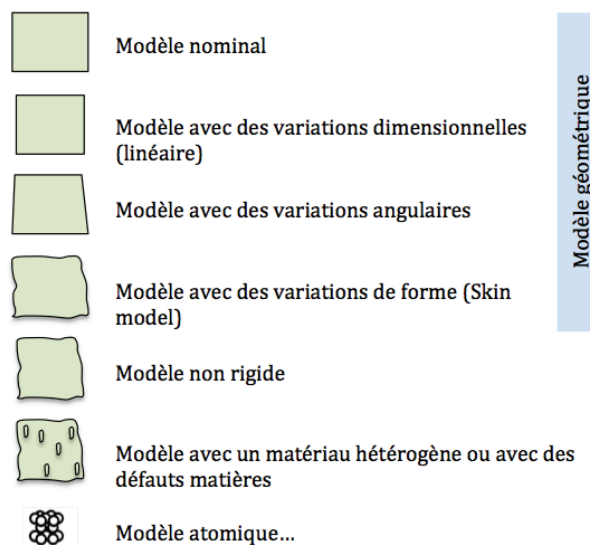 Modèle nominal
Modèle avec des variations dimensionnelles
(linéaire)
Modèle avec des variations angulaires
Modèle avec des variations de forme (Skin
model)
Modèle non rigide
Modèle avec un matériau hétérogène ou avec des
défauts matières
Modèle atomique...
Modèle géométrique